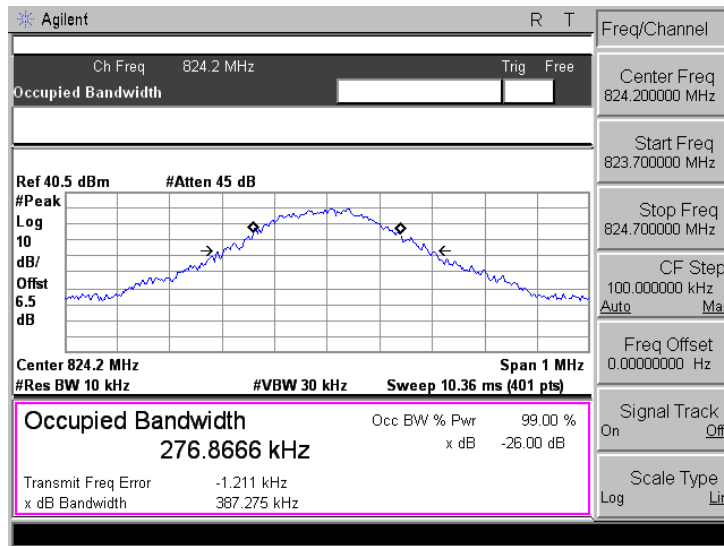 Agilent R T
Ch Freq 824.2 MHz Trig Free
Occupied Bandwidth
Ref 40.5 dBm #Atten 45 dB
#Peak
Log
10
dB/
Offst
6.5
dB
Center 824.2 MHz Span 1 MHz
#Res BW 10 kHz #VBW 30 kHz Sweep 10.36 ms (401 pts)
Occupied Bandwidth Occ BW % Pwr 99.00 %
276.8666 kHz x dB -26.00 dB
Transmit Freq Error -1.211 kHz
x dB Bandwidth 387.275 kHz
Freq/Channel
Center Freq
824.200000 MHz
Start Freq
823.700000 MHz
Stop Freq
824.700000 MHz
CF Step
100.000000 kHz
Auto Ma
Freq Offset
0.00000000 Hz
Signal Track
On Off
Scale Type
Log Lin